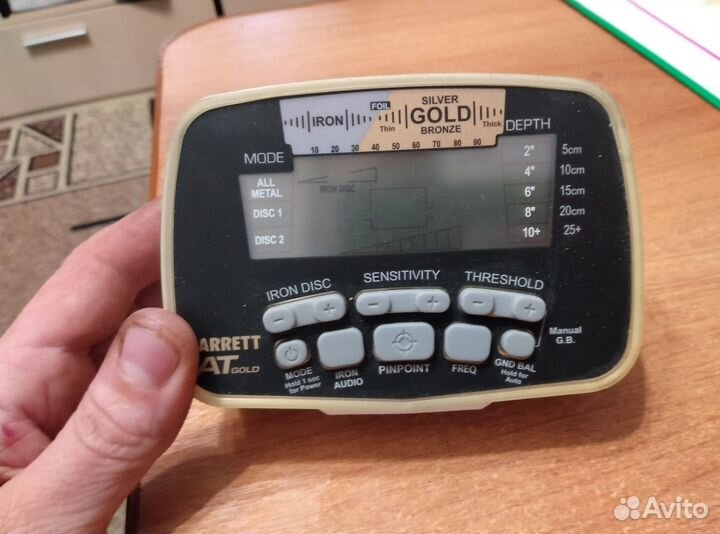 SILVER
FOIL
IRON
GOLD
Thin
BRONZE
Thick
10 20 30 40 50 60 70 80 90
DEPTH
MODE
2" 5cm
ALL METAL
IRON DISC
4" 10cm
6" 15cm
DISC 1
8" 20cm
DISC 2
10+ 25+
IRON DISC
SENSITIVITY
THRESHOLD
- +
- +
- +
Manual
G.B.
ARRETT
AT GOLD
MODE
Hold 1 sec
for Power
IRON
AUDIO
PINPOINT
FREQ
GND BAL
Hold for
Auto
Avito